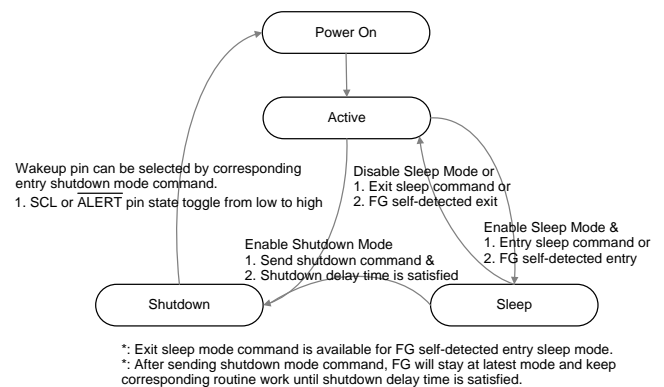 Power On
Active
Wakeup pin can be selected by corresponding
entry shutdown mode command.
1. SCL or ALERT pin state toggle from low to high
Disable Sleep Mode or
1. Exit sleep command or
2. FG self-detected exit
Enable Sleep Mode &
1. Entry sleep command or
2. FG self-detected entry
Enable Shutdown Mode
1. Send shutdown command &
2. Shutdown delay time is satisfied
Shutdown
Sleep
*: Exit sleep mode command is available for FG self-detected entry sleep mode.
*: After sending shutdown mode command, FG will stay at latest mode and keep
corresponding routine work until shutdown delay time is satisfied.